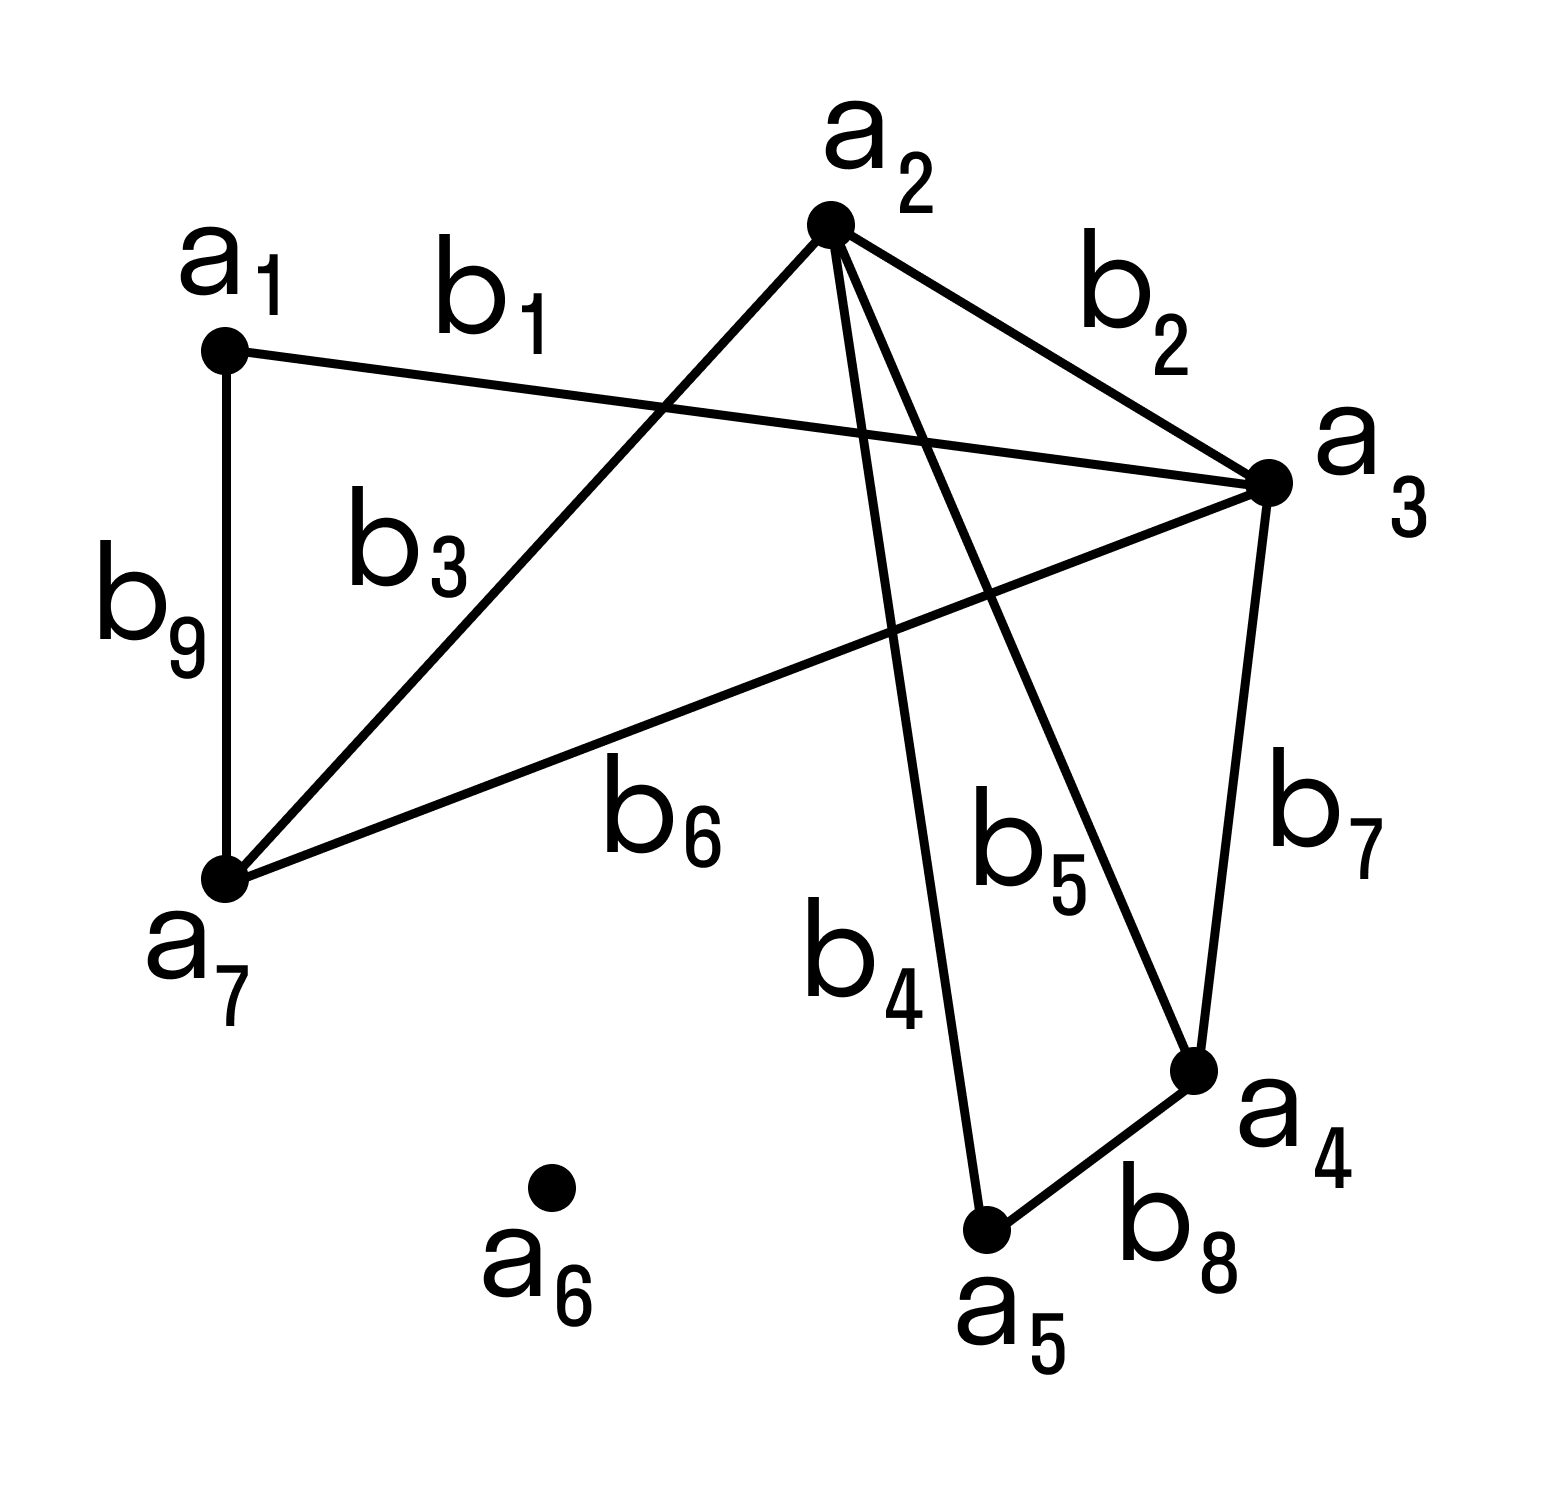 a₂
a₁
b₁
b₂
a₃
b₃
b₉
b₆
b₅
b₇
b₄
a₇
a₄
b₈
a₆
a₅